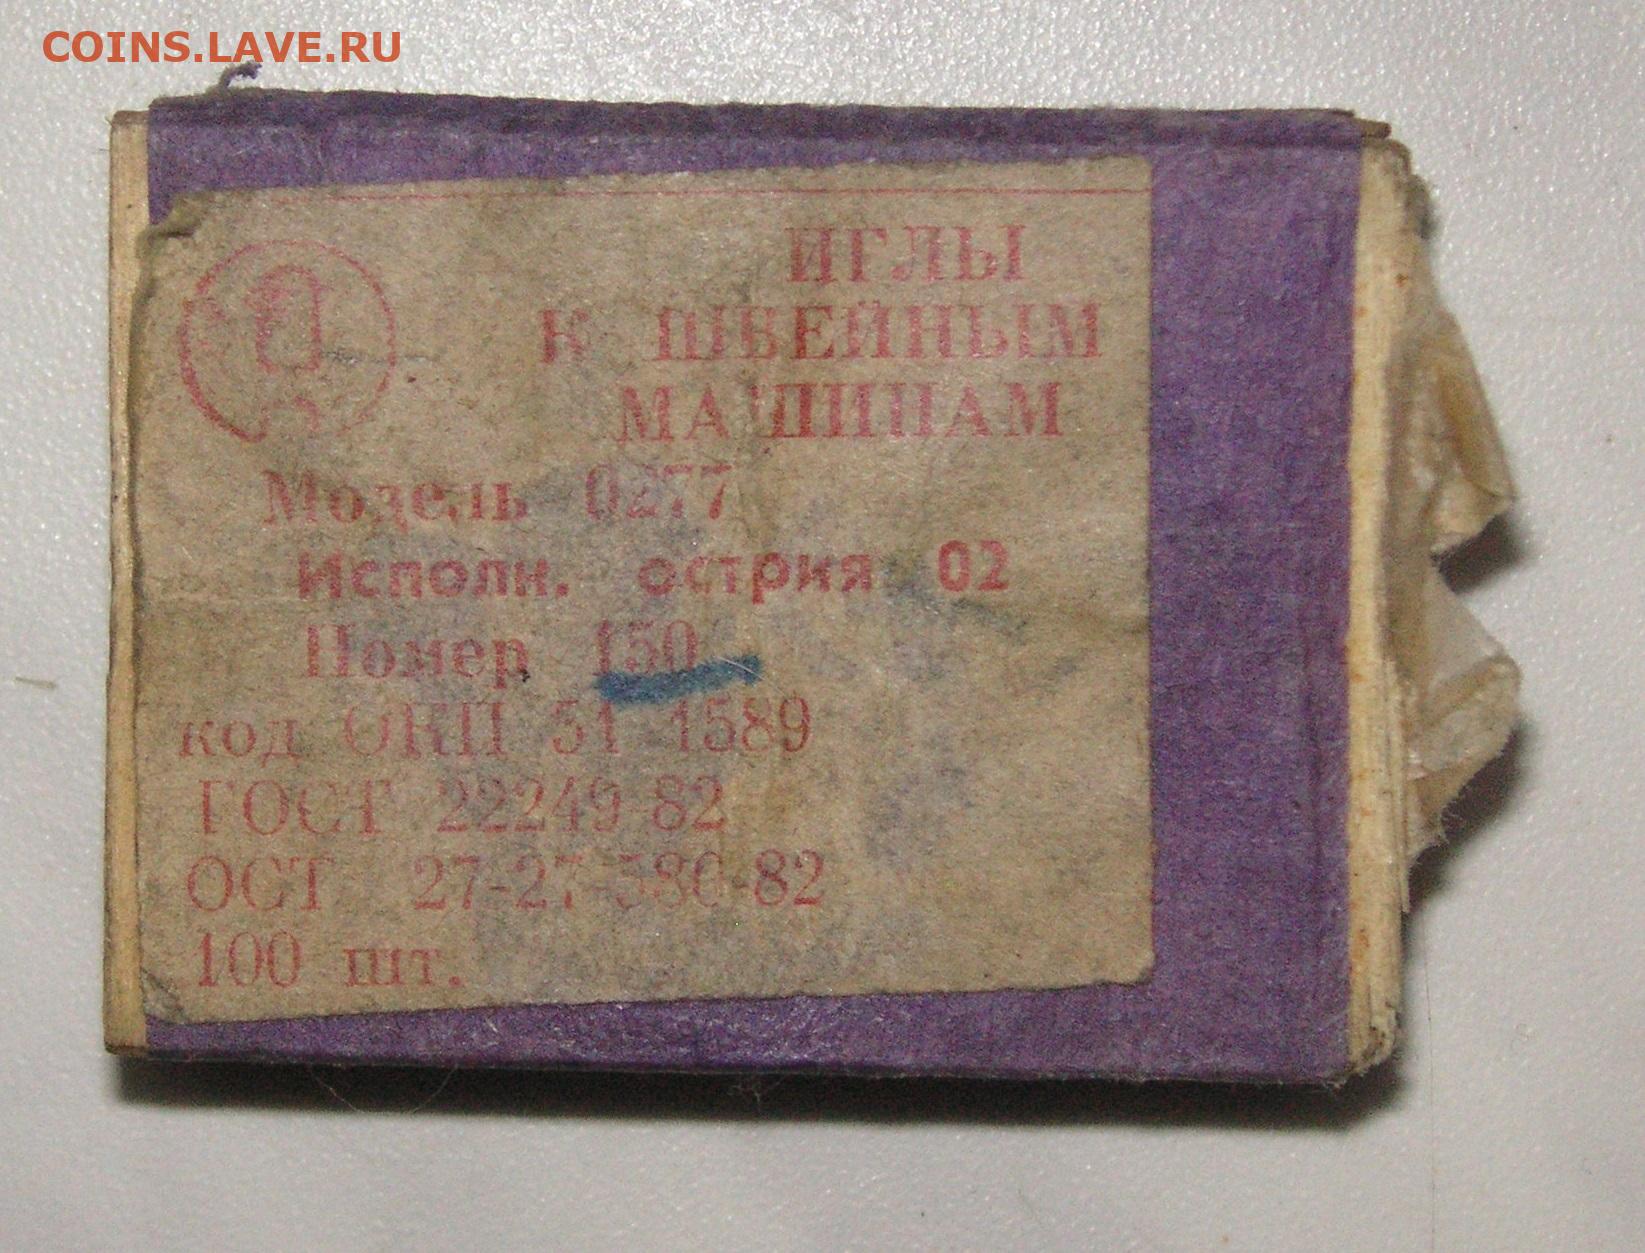 COINS.LAVE.RU
ИГЛЫ
К ШВЕЙНЫМ
МАШИНАМ
Модель 0277
Исполн. острия 02
Номер 150
код ОКП 51 1589
ГОСТ 22249-82
ОСТ 27-27-586-82
100 шт.